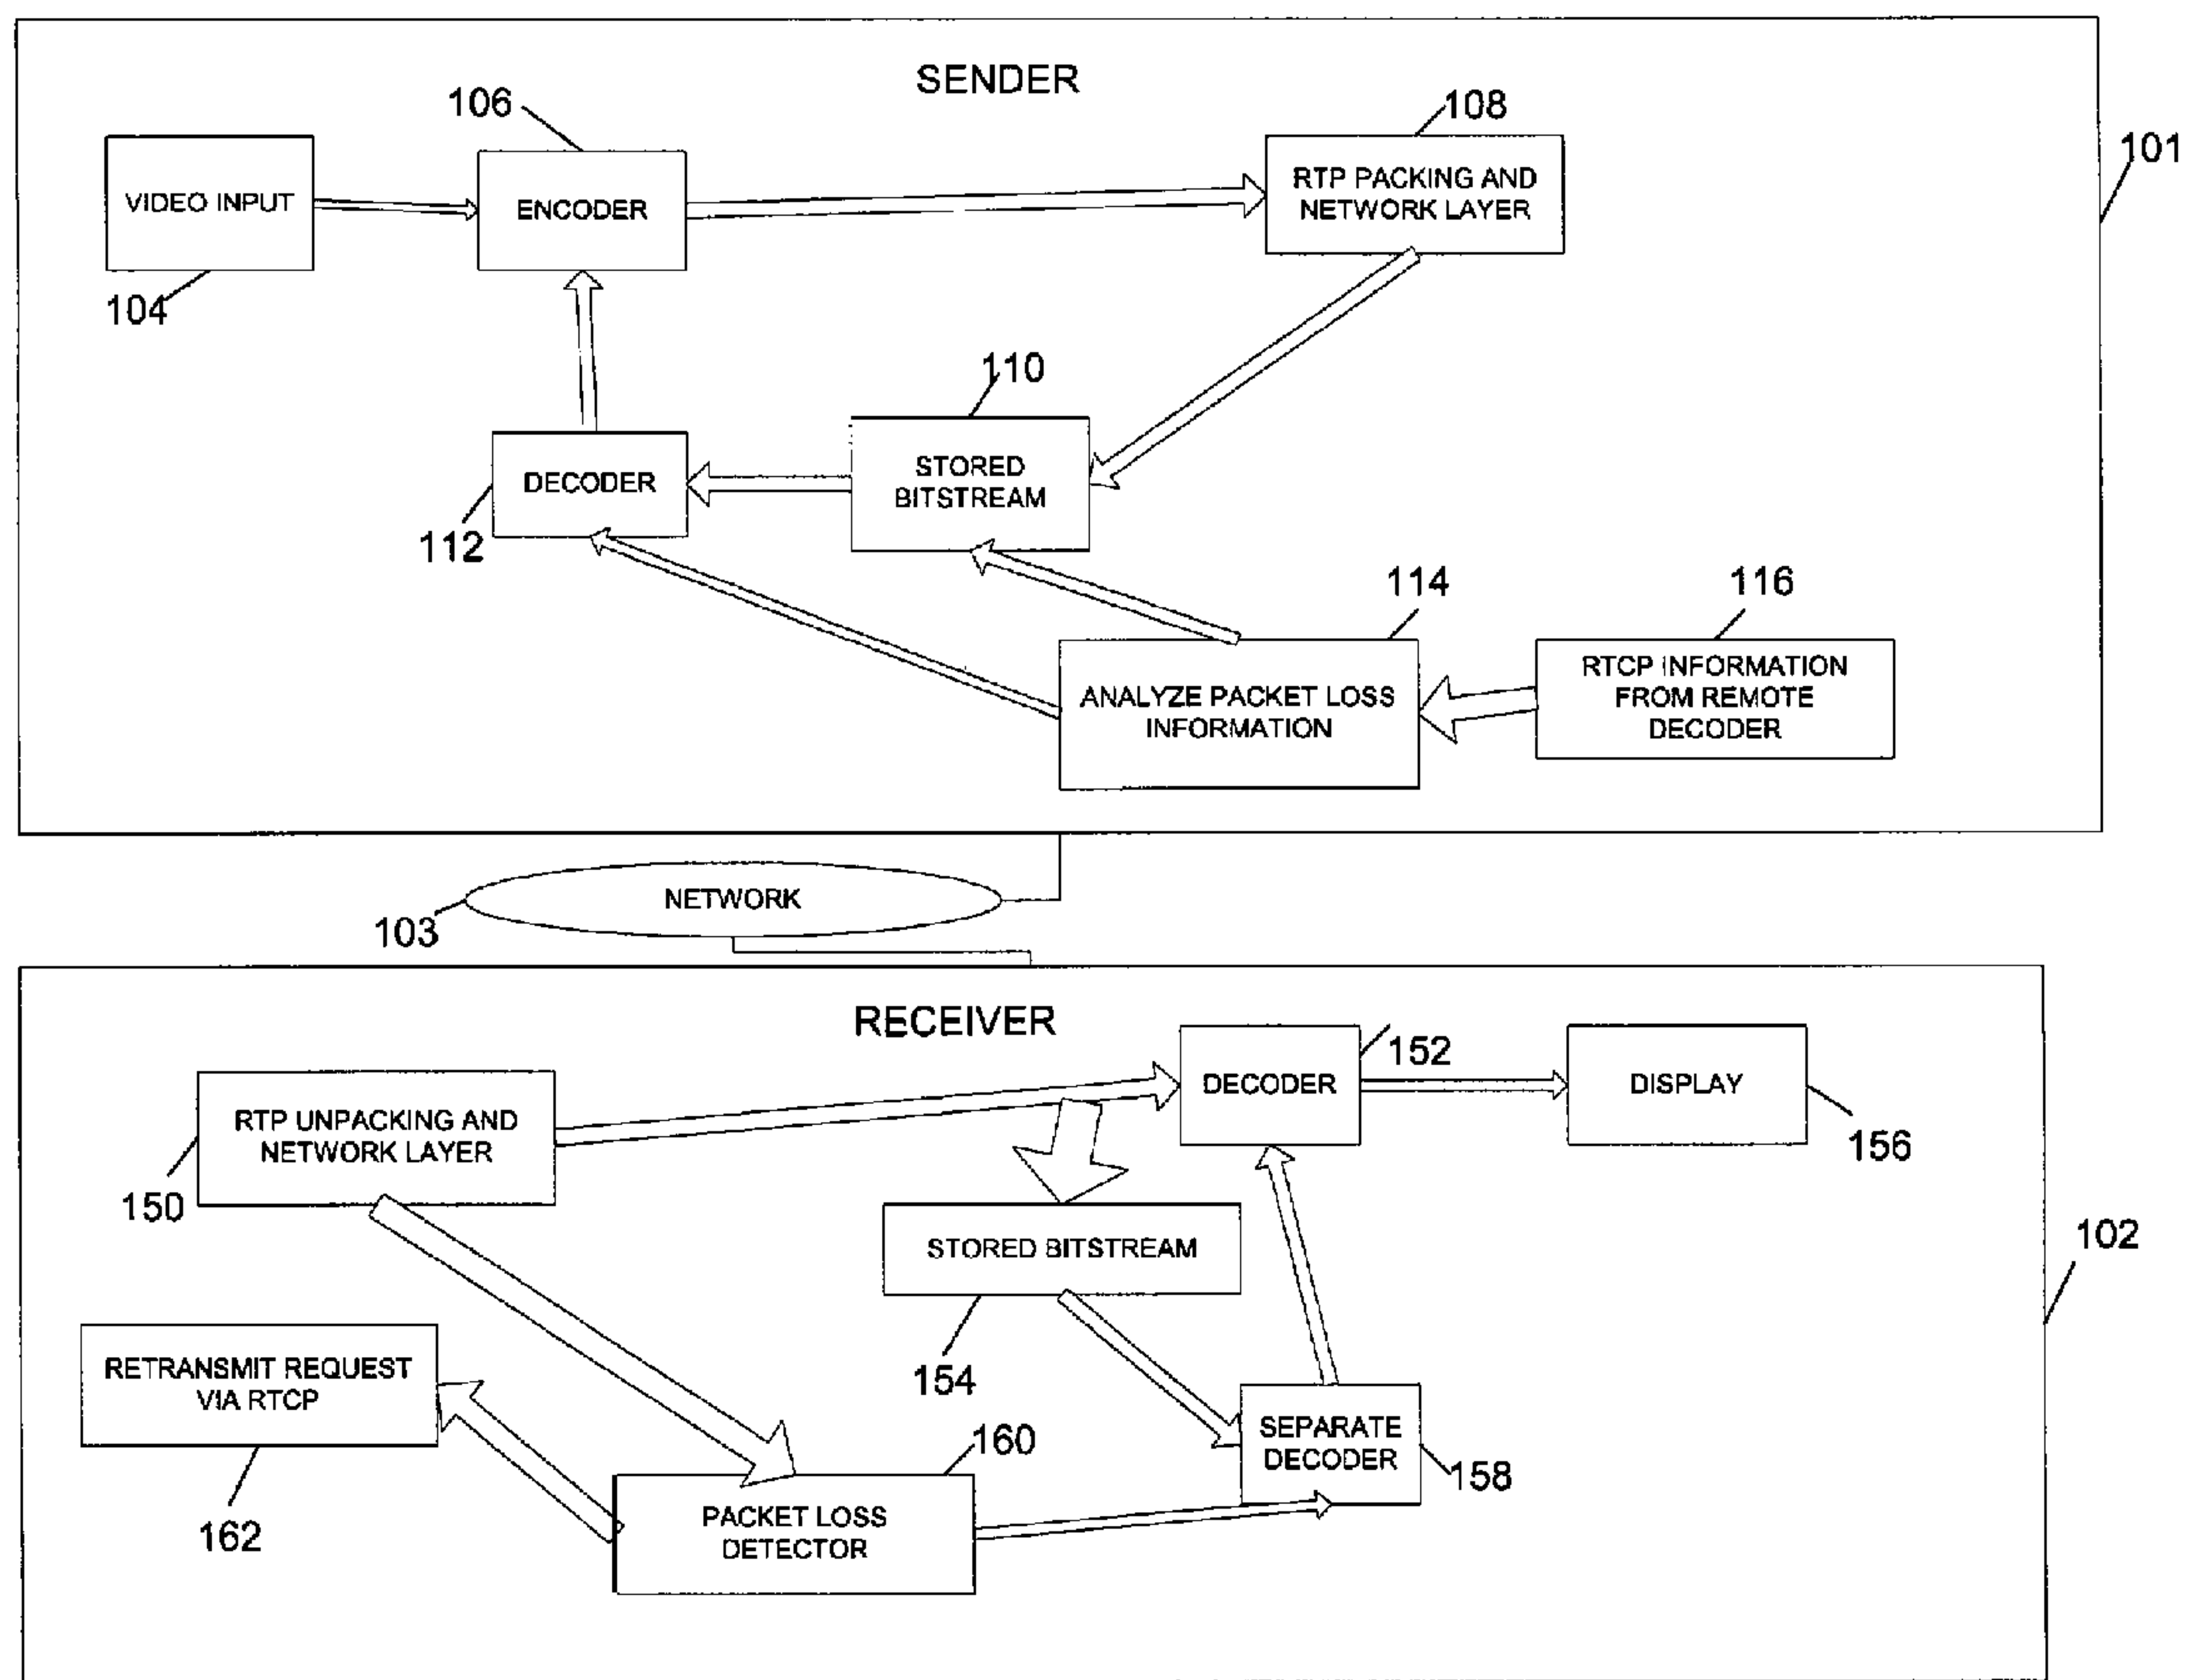 SENDER
106
108
101
VIDEO INPUT
ENCODER
RTP PACKING AND
NETWORK LAYER
104
110
DECODER
STORED
BITSTREAM
112
114
116
ANALYZE PACKET LOSS
INFORMATION
RTCP INFORMATION
FROM REMOTE
DECODER
NETWORK
103
RECEIVER
152
DECODER
DISPLAY
RTP UNPACKING AND
NETWORK LAYER
156
150
STORED BITSTREAM
102
154
RETRANSMIT REQUEST
VIA RTCP
SEPARATE
DECODER
160
158
162
PACKET LOSS
DETECTOR